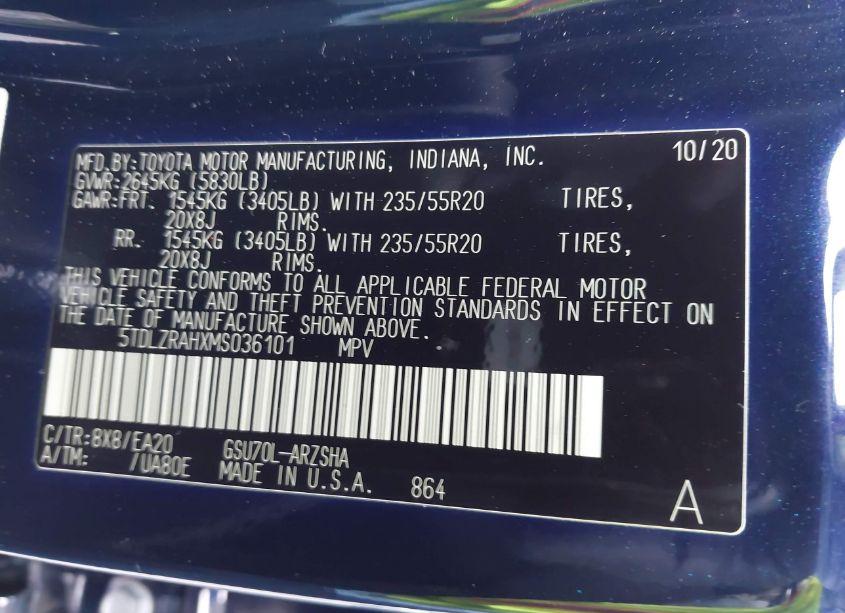 MFD.BY:TOYOTA MOTOR MANUFACTURING, INDIANA, INC. 10/20
GVWR:2645KG (5830LB)
GAWR:FRT. 1545KG (3405LB) WITH 235/55R20 TIRES,
20X8J RIMS.
RR. 1545KG (3405LB) WITH 235/55R20 TIRES,
20X8J RIMS.
THIS VEHICLE CONFORMS TO ALL APPLICABLE FEDERAL MOTOR
VEHICLE SAFETY AND THEFT PREVENTION STANDARDS IN EFFECT ON
THE DATE OF MANUFACTURE SHOWN ABOVE.
5TDLZRAHXMS036101 MPV
C/TR:8X8/EA20 GSU70L-ARZSHA
A/TM: /UA80E MADE IN U.S.A. 864
A